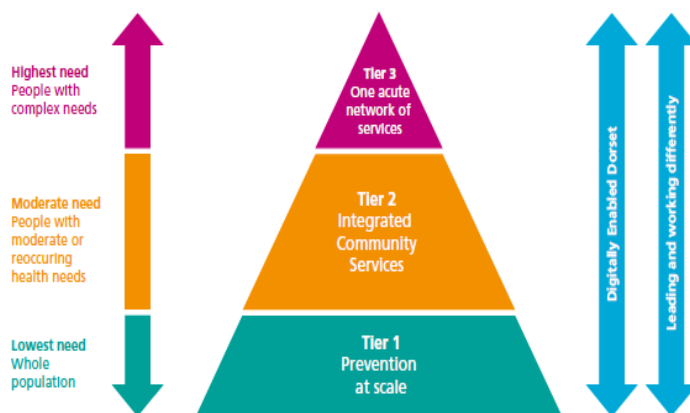 Highest need
People with
complex needs
Tier 3
One acute
network of
services
Moderate need
People with
moderate or
reoccuring
health needs
Tier 2
Integrated
Community
Services
Lowest need
Whole
population
Tier 1
Prevention
at scale
Digitally Enabled Dorset
Leading and working differently